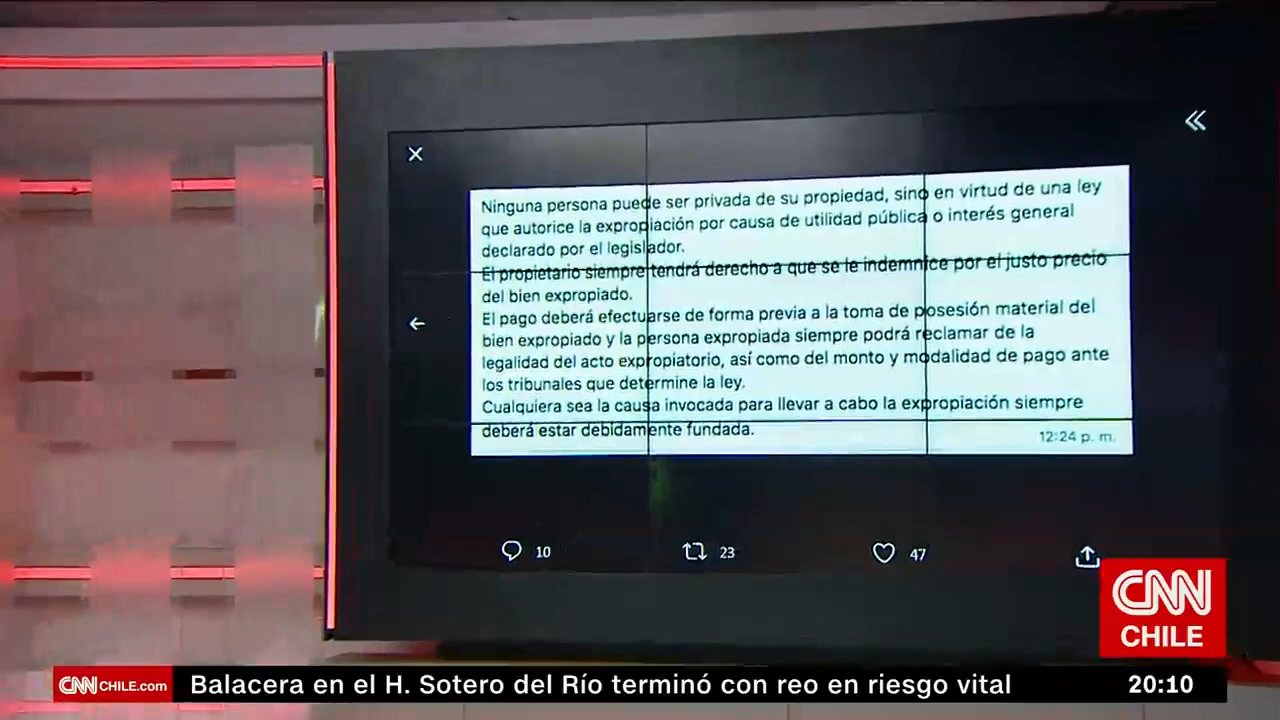 Ninguna persona puede ser privada de su propiedad, sino en virtud de una ley
que autorice la expropiación por causa de utilidad pública o interés general
declarado por el legislador.
El propietario siempre tendrá derecho a que se le indemnice por el justo precio
del bien expropiado.
El pago deberá efectuarse de forma previa a la toma de posesión material del
bien expropiado y la persona expropiada siempre podrá reclamar de la
legalidad del acto expropiatorio, así como del monto y modalidad de pago ante
los tribunales que determine la ley.
Cualquiera sea la causa invocada para llevar a cabo la expropiación siempre
deberá estar debidamente fundada.
12:24 p. m.
10
23
47
CNN
CHILE
CNNCHILE.com
Balacera en el H. Sotero del Río terminó con reo en riesgo vital
20:10